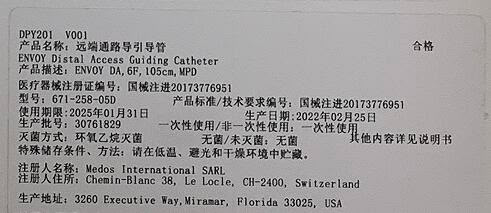 DPY201 V001
产品名称：远端通路导引导管 合格
ENVOY Distal Access Guiding Catheter
产品描述：ENVOY DA,6F,105cm,MPD
医疗器械注册证编号：国械注进20173776951
型号：671-258-05D 产品标准/技术要求编号：国械注进20173776951
使用期限：2025年01月31日 生产日期：2022年02月25日
生产批号：30761829 一次性使用/非一次性使用：一次性使用
灭菌方式：环氧乙烷灭菌 无菌/未灭菌：无菌 其他内容详见说明书
特殊储存条件、方法：请在低温、避光和干燥环境中贮藏。
注册人名称：Medos International SARL
注册人住所：Chemin-Blanc 38, Le Locle, CH-2400, Switzerland
生产地址：3260 Executive Way,Miramar, Florida 33025, USA